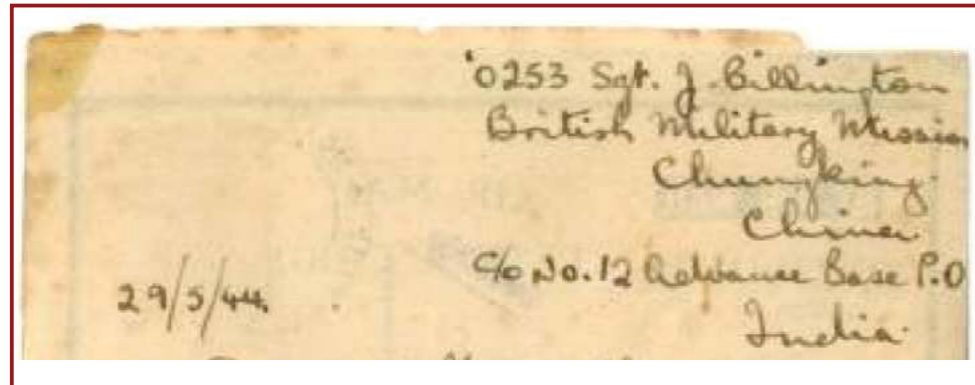 '0253 Sgt. J. Billington
British Military Mission
Chungking.
China.
c/o No. 12 Advance Base P.O
India.
29/5/44.